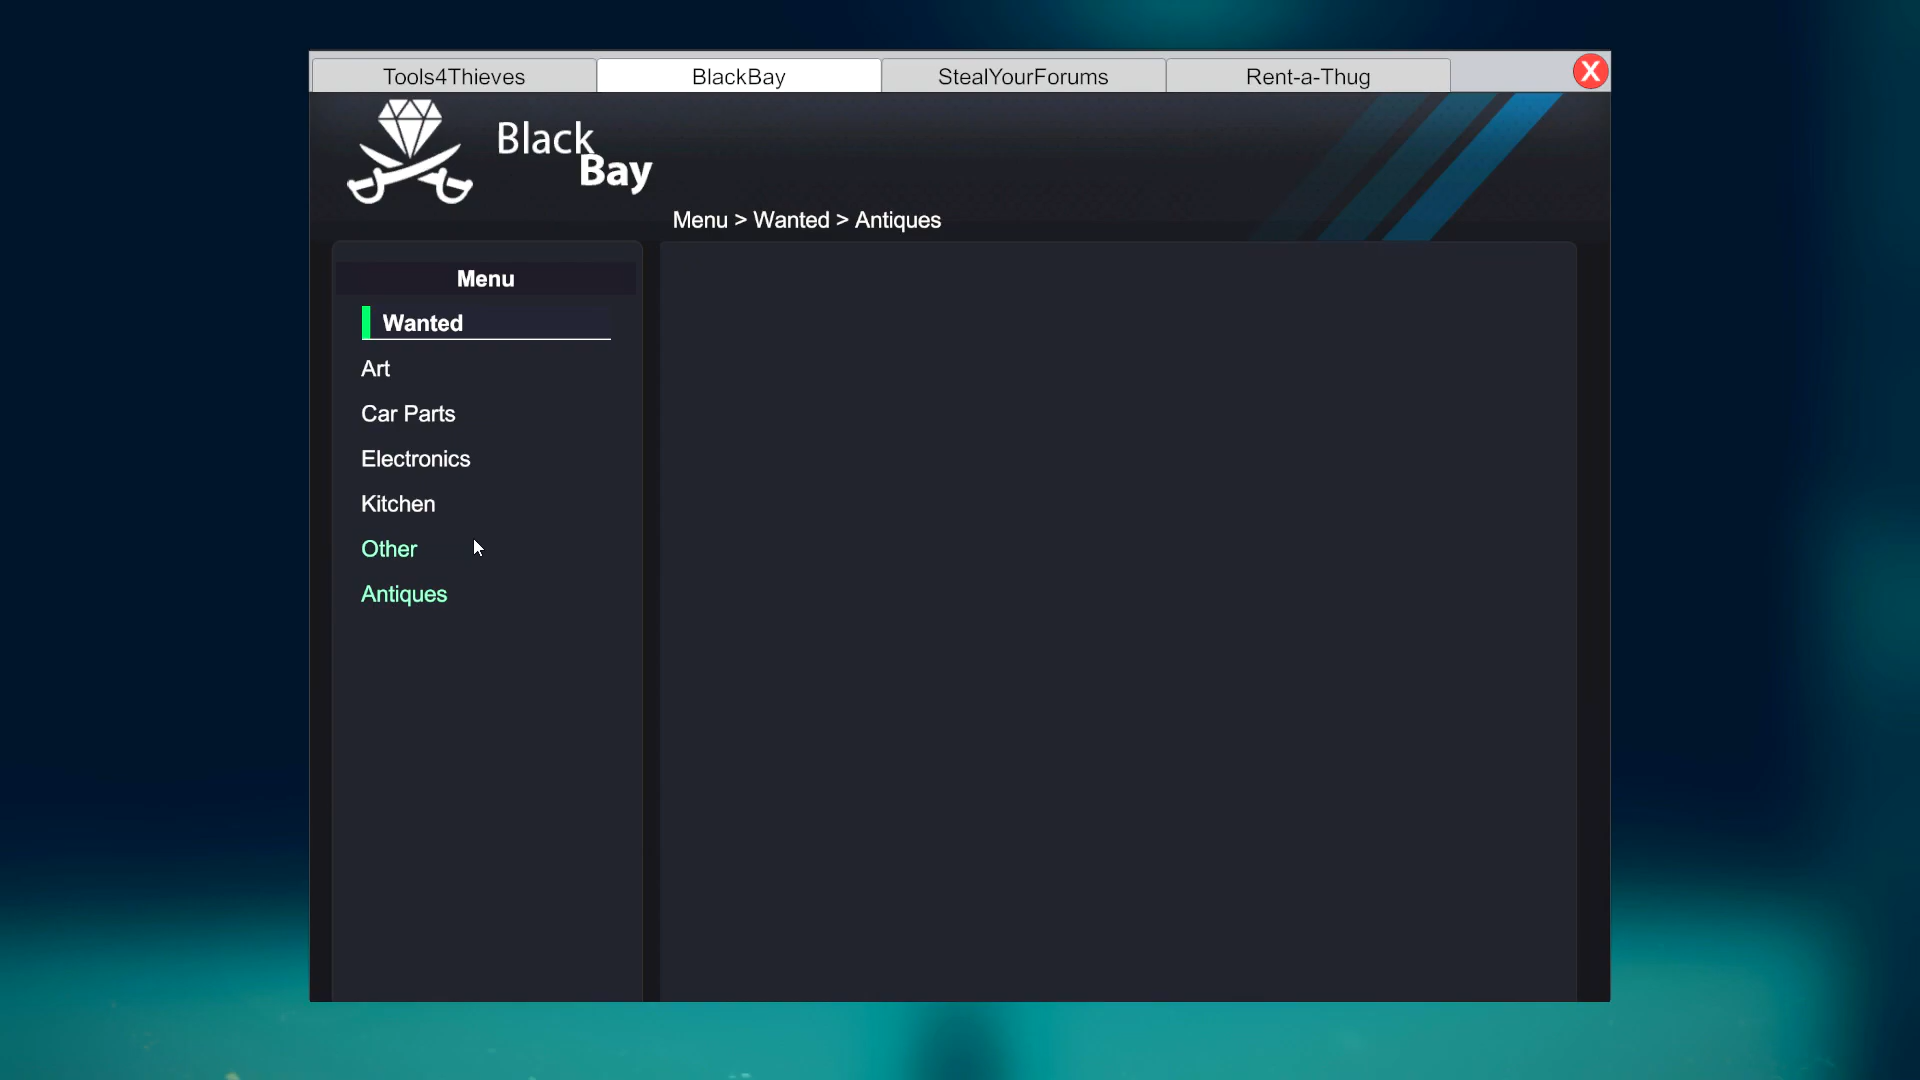 Tools4Thieves
BlackBay
StealYourForums
Rent-a-Thug
X
Black
Bay
Menu > Wanted > Antiques
Menu
Wanted
Art
Car Parts
Electronics
Kitchen
Other
Antiques